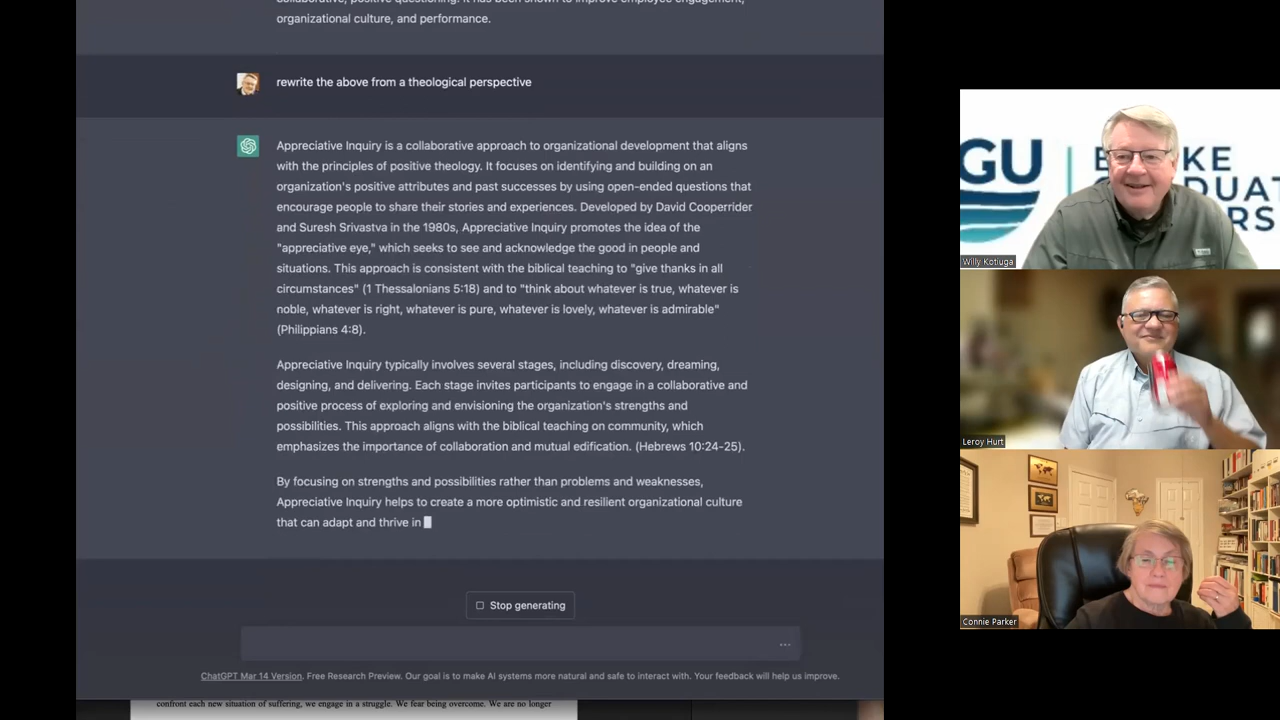 collaborative, positive questioning. It has been shown to improve employee engagement,
organizational culture, and performance.
rewrite the above from a theological perspective
Appreciative Inquiry is a collaborative approach to organizational development that aligns
with the principles of positive theology. It focuses on identifying and building on an
organization's positive attributes and past successes by using open-ended questions that
encourage people to share their stories and experiences. Developed by David Cooperrider
and Suresh Srivastva in the 1980s, Appreciative Inquiry promotes the idea of the
"appreciative eye," which seeks to see and acknowledge the good in people and
situations. This approach is consistent with the biblical teaching to "give thanks in all
circumstances" (1 Thessalonians 5:18) and to "think about whatever is true, whatever is
noble, whatever is right, whatever is pure, whatever is lovely, whatever is admirable"
(Philippians 4:8).
Appreciative Inquiry typically involves several stages, including discovery, dreaming,
designing, and delivering. Each stage invites participants to engage in a collaborative and
positive process of exploring and envisioning the organization's strengths and
possibilities. This approach aligns with the biblical teaching on community, which
emphasizes the importance of collaboration and mutual edification. (Hebrews 10:24-25).
By focusing on strengths and possibilities rather than problems and weaknesses,
Appreciative Inquiry helps to create a more optimistic and resilient organizational culture
that can adapt and thrive in
Stop generating
...
ChatGPT Mar 14 Version. Free Research Preview. Our goal is to make AI systems more natural and safe to interact with. Your feedback will help us improve.
confront each new situation of suffering, we engage in a struggle. We fear being overcome. We are no longer
GU
Willy Kotiuga
Leroy Hurt
Connie Parker